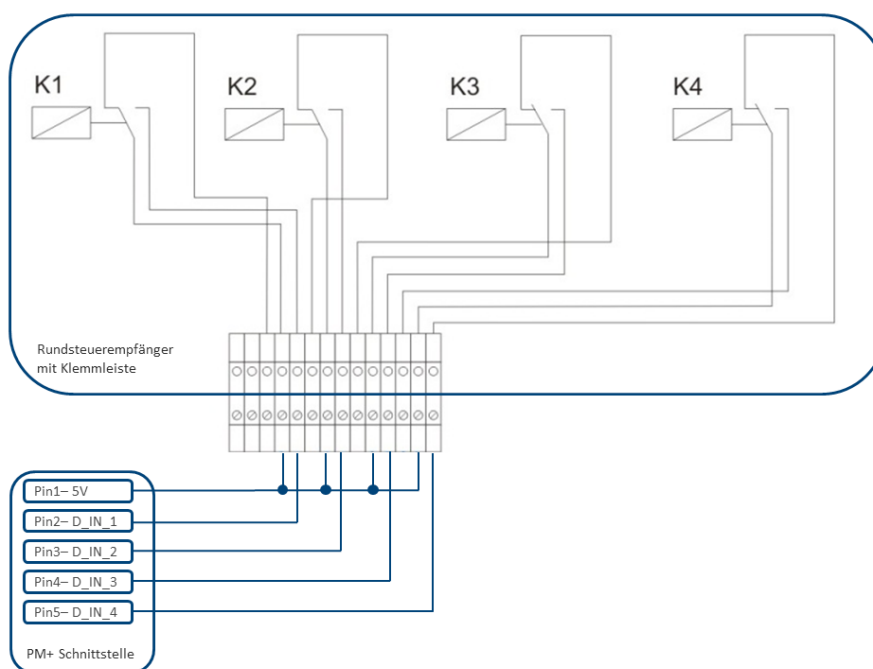 K1
K2
K3
K4
Rundsteuerempfänger
mit Klemmleiste
Pin1– 5V
Pin2– D_IN_1
Pin3– D_IN_2
Pin4– D_IN_3
Pin5– D_IN_4
PM+ Schnittstelle